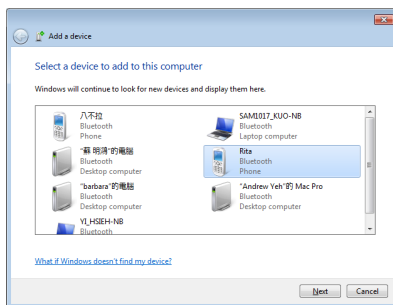 Add a device
Select a device to add to this computer
Windows will continue to look for new devices and display them here.
八不拉
Bluetooth
Phone
SAM1017_KUO-NB
Bluetooth
Laptop computer
"蘇 明鴻"的電腦
Bluetooth
Desktop computer
Rita
Bluetooth
Phone
"barbara"的電腦
Bluetooth
Desktop computer
"Andrew Yeh"的 Mac Pro
Bluetooth
Desktop computer
YI_HSIEH-NB
Bluetooth
What if Windows doesn't find my device?
Next
Cancel